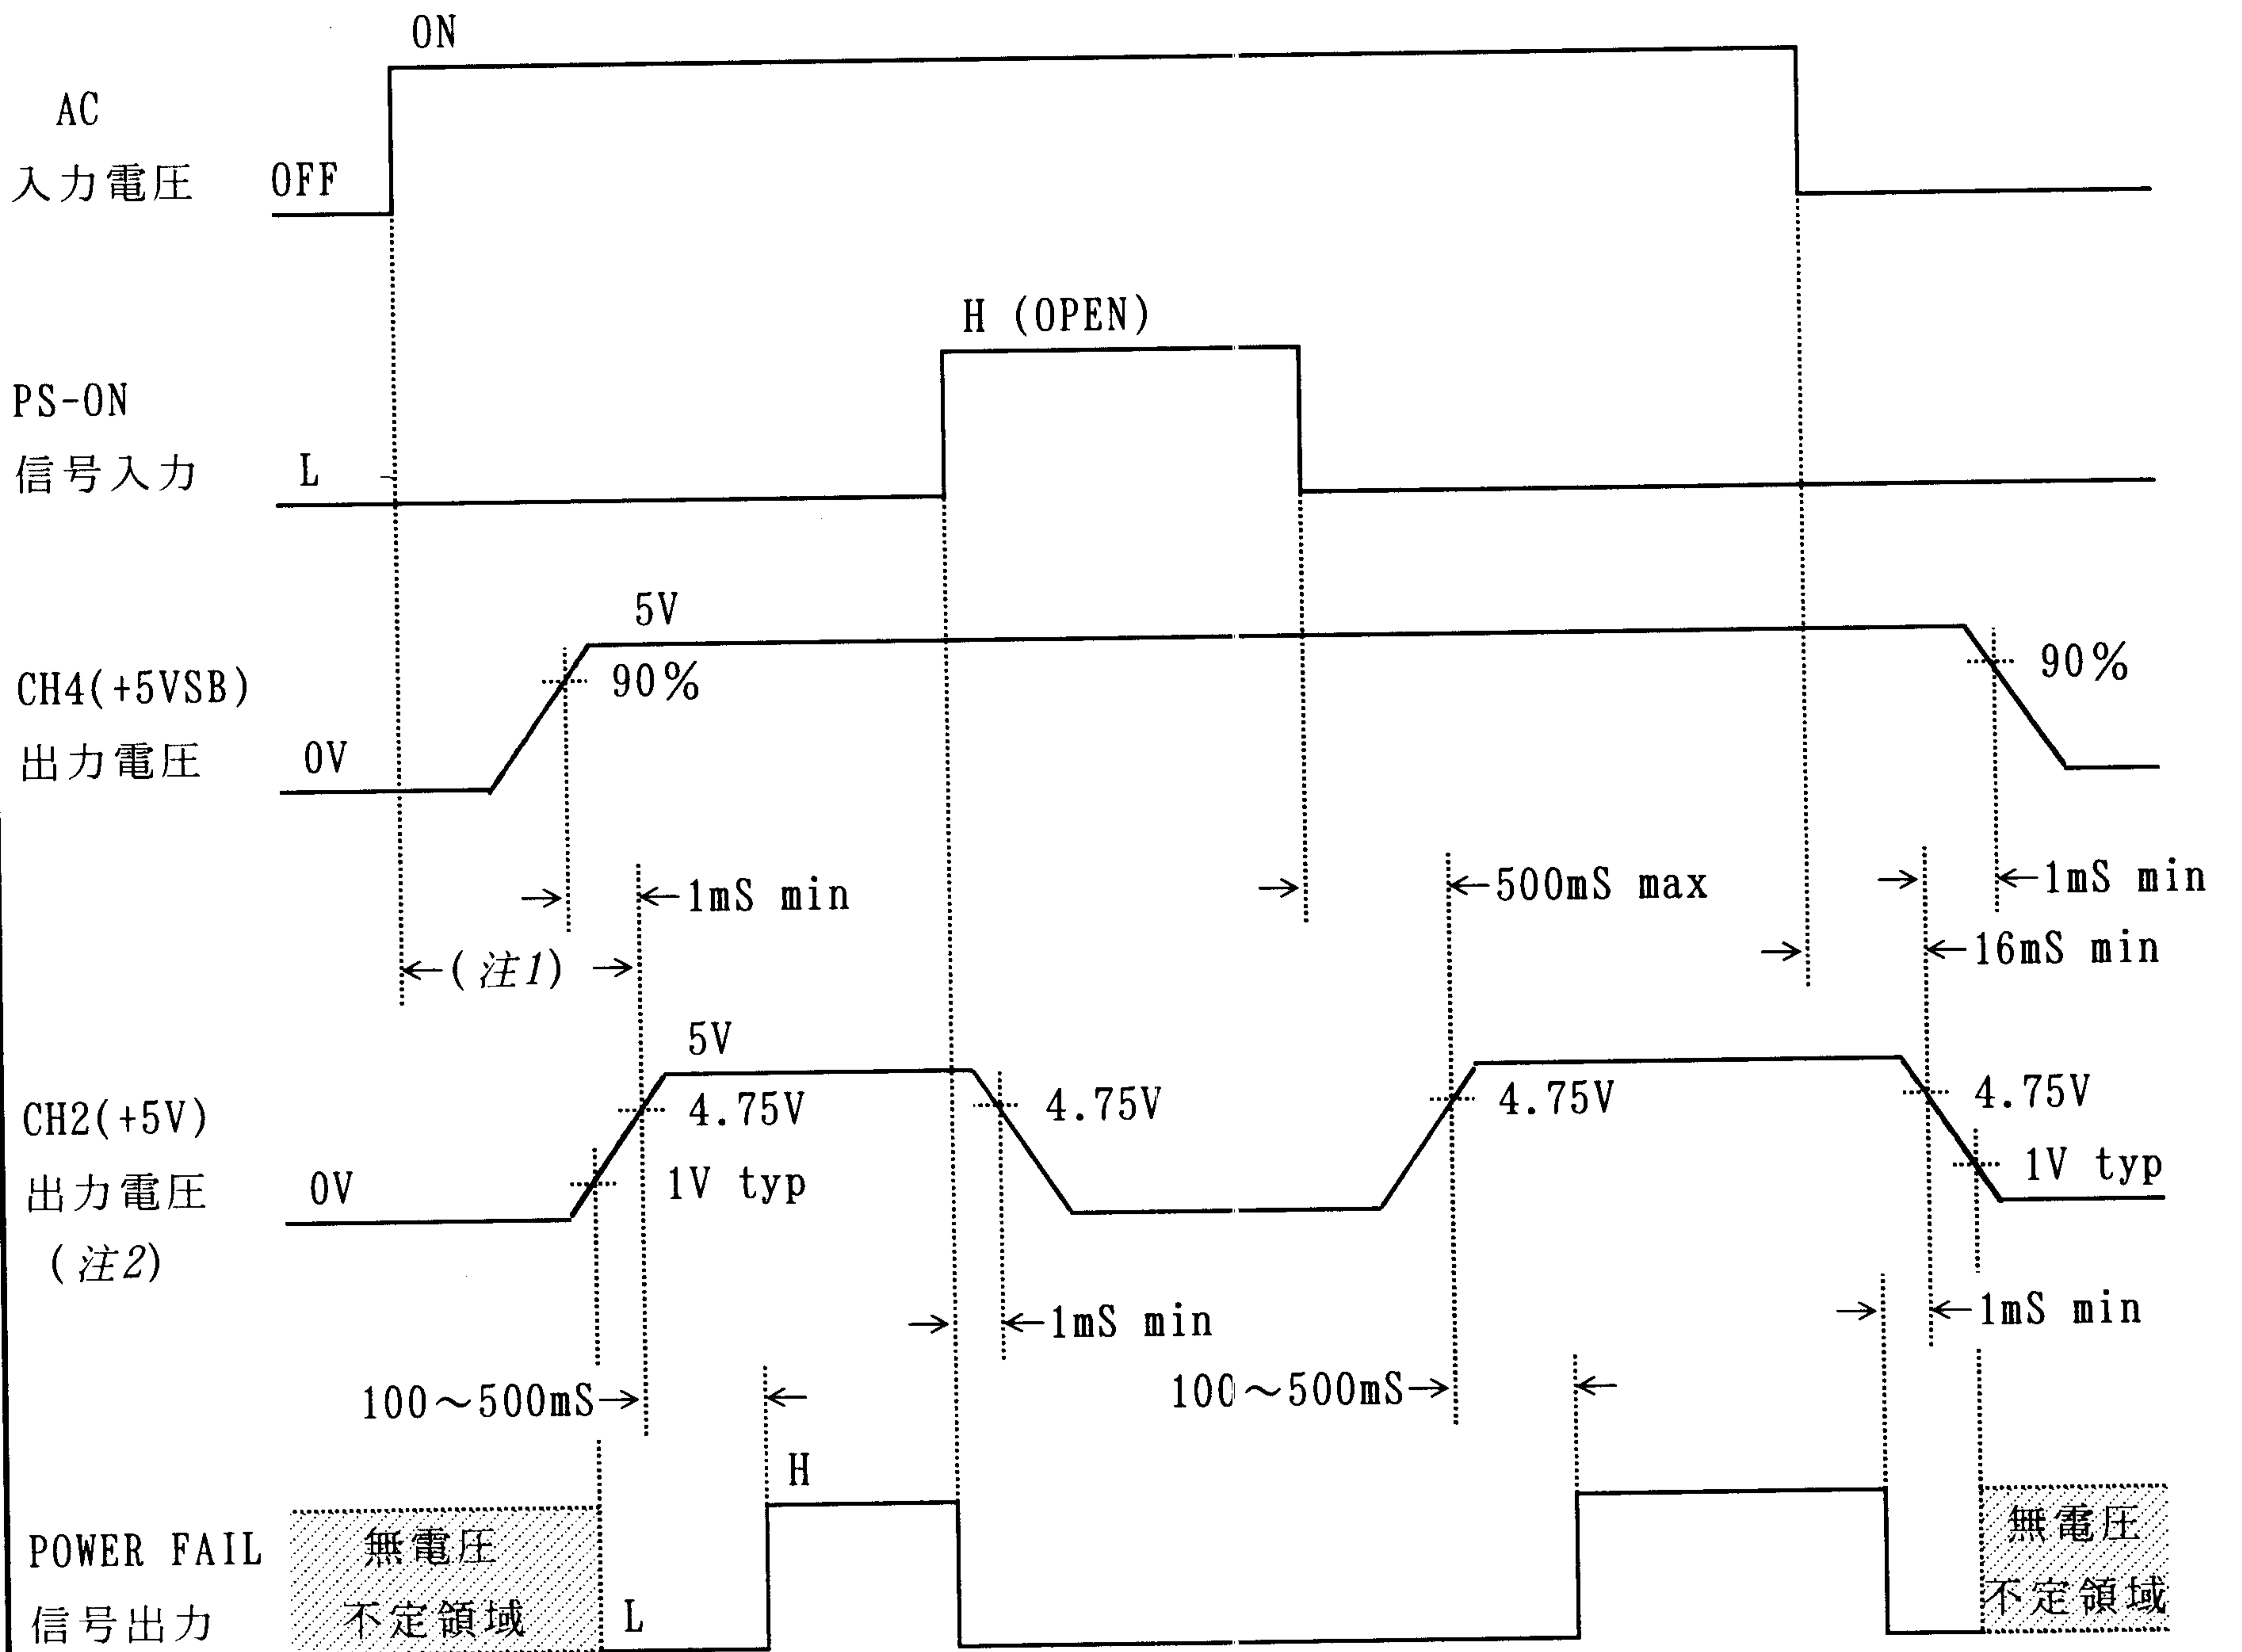 ON
AC
入力電圧
OFF
H (OPEN)
PS-ON
信号入力
L
5V
90%
90%
CH4(+5VSB)
出力電圧
0V
1mS min
500mS max
1mS min
(注1)
16mS min
5V
4.75V
4.75V
4.75V
4.75V
CH2(+5V)
出力電圧
(注2)
0V
1V typ
1V typ
1mS min
1mS min
100～500mS
100～500mS
H
POWER FAIL
信号出力
無電圧
不定領域
L
無電圧
不定領域